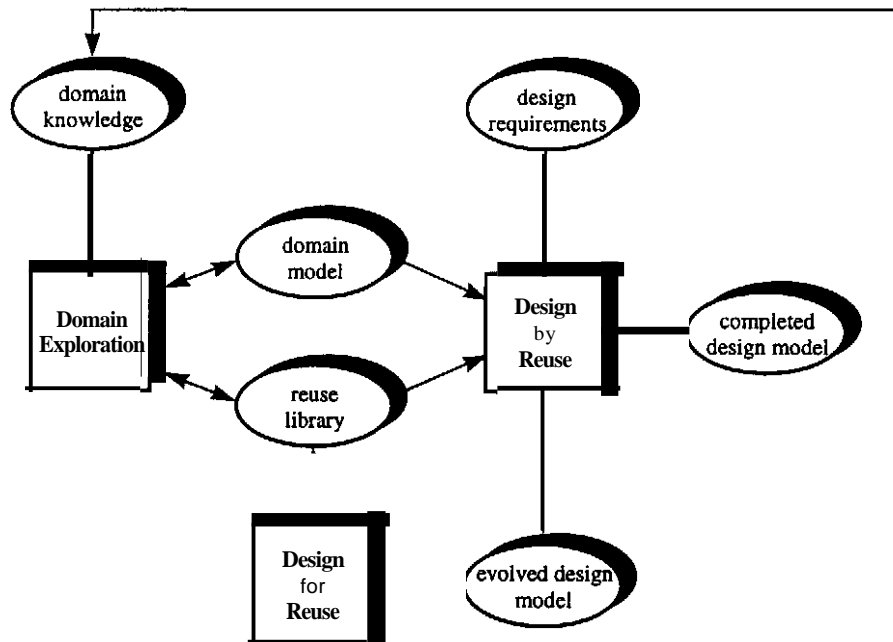 domain
knowledge
design
requirements
domain
model
Domain
Exploration
Design
by
Reuse
completed
design model
reuse
library
Design
for
Reuse
evolved design
model